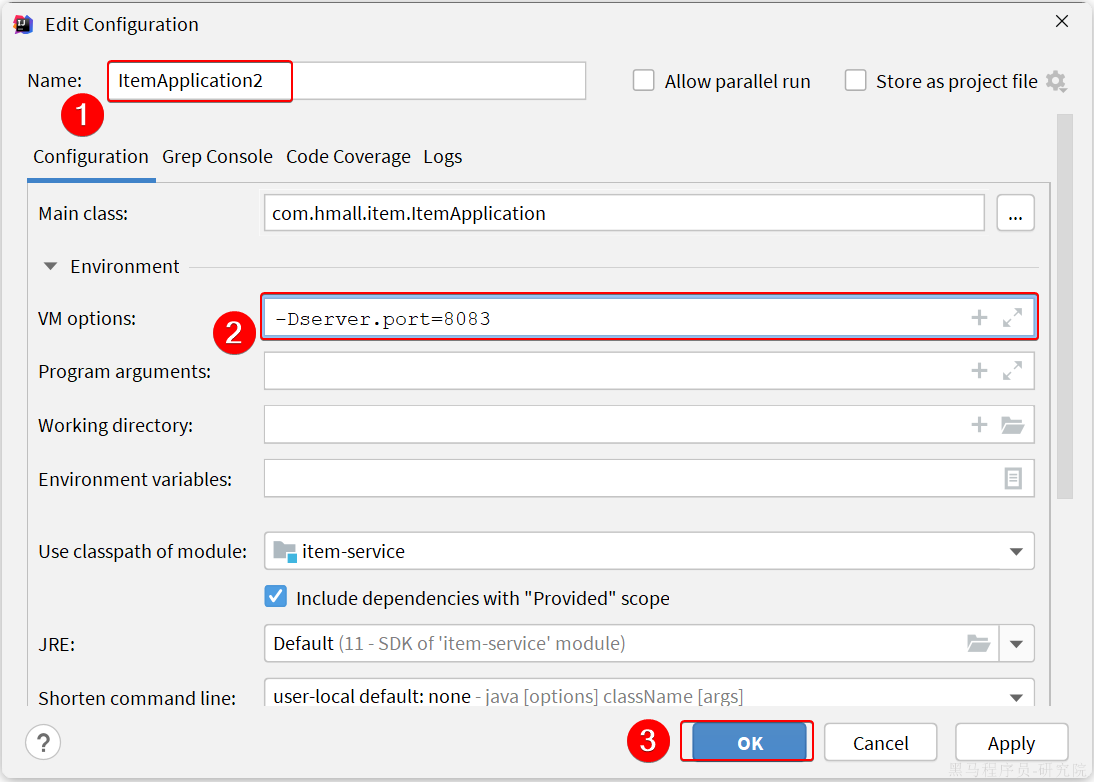 Edit Configuration
Name: ItemApplication2 Allow parallel run Store as project file
1
Configuration Grep Console Code Coverage Logs
Main class: com.hmall.item.ItemApplication ...
Environment
VM options: -Dserver.port=8083
2
Program arguments:
Working directory:
Environment variables:
Use classpath of module: item-service
Include dependencies with "Provided" scope
JRE: Default (11 - SDK of 'item-service' module)
Shorten command line: user-local default: none - java [options] className [args]
? 3 OK Cancel Apply
黑马程序员-研究院